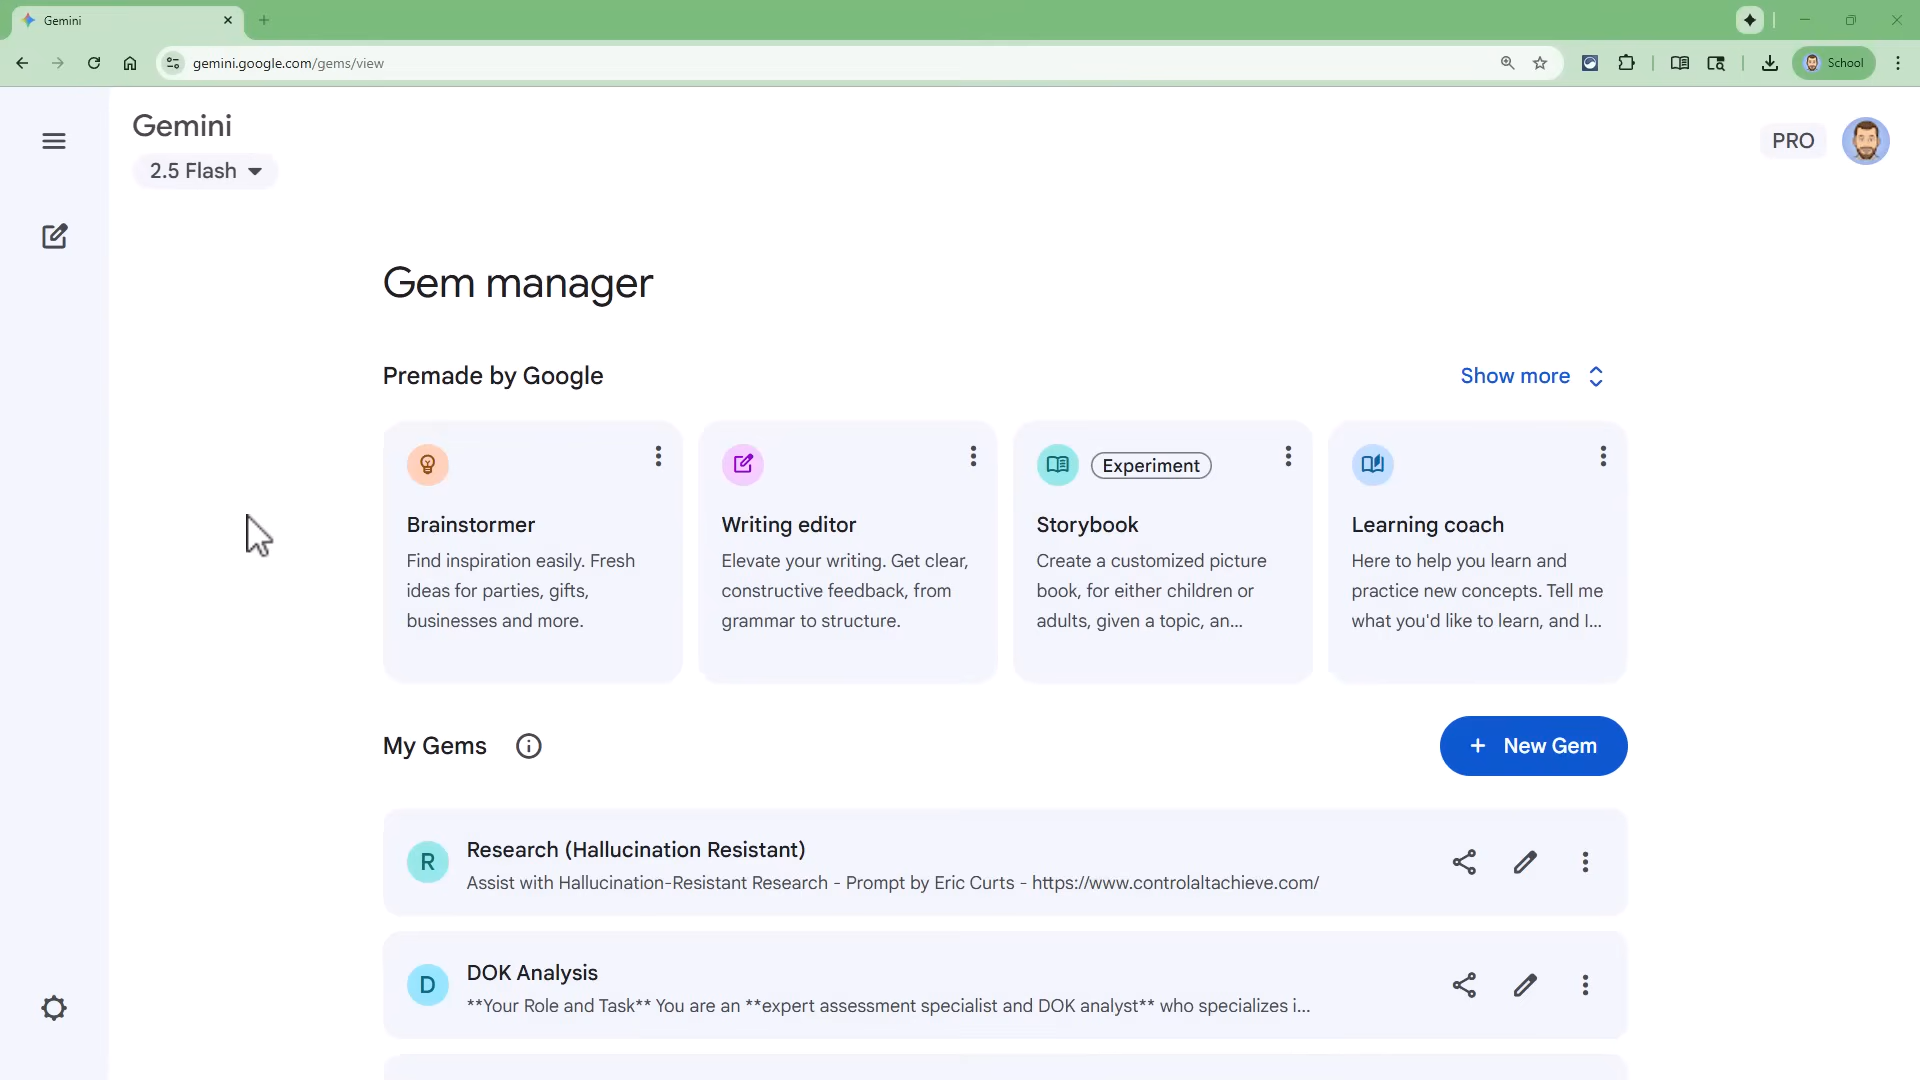 Gemini
gemini.google.com/gems/view
School
Gemini
2.5 Flash
PRO
Gem manager
Premade by Google
Show more
Brainstormer
Find inspiration easily. Fresh
ideas for parties, gifts,
businesses and more.
Writing editor
Elevate your writing. Get clear,
constructive feedback, from
grammar to structure.
Experiment
Storybook
Create a customized picture
book, for either children or
adults, given a topic, an...
Learning coach
Here to help you learn and
practice new concepts. Tell me
what you'd like to learn, and I...
My Gems
+ New Gem
R
Research (Hallucination Resistant)
Assist with Hallucination-Resistant Research - Prompt by Eric Curts - https://www.controlaltachieve.com/
D
DOK Analysis
**Your Role and Task** You are an **expert assessment specialist and DOK analyst** who specializes i...